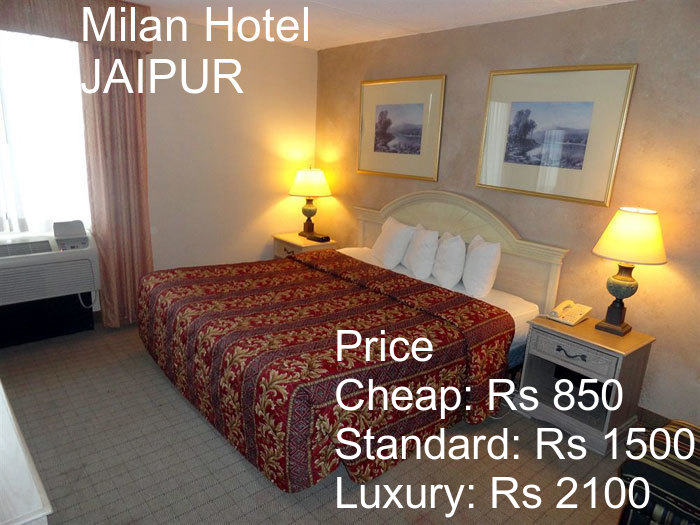 Milan Hotel
JAIPUR
Price
Cheap: Rs 850
Standard: Rs 1500
Luxury: Rs 2100